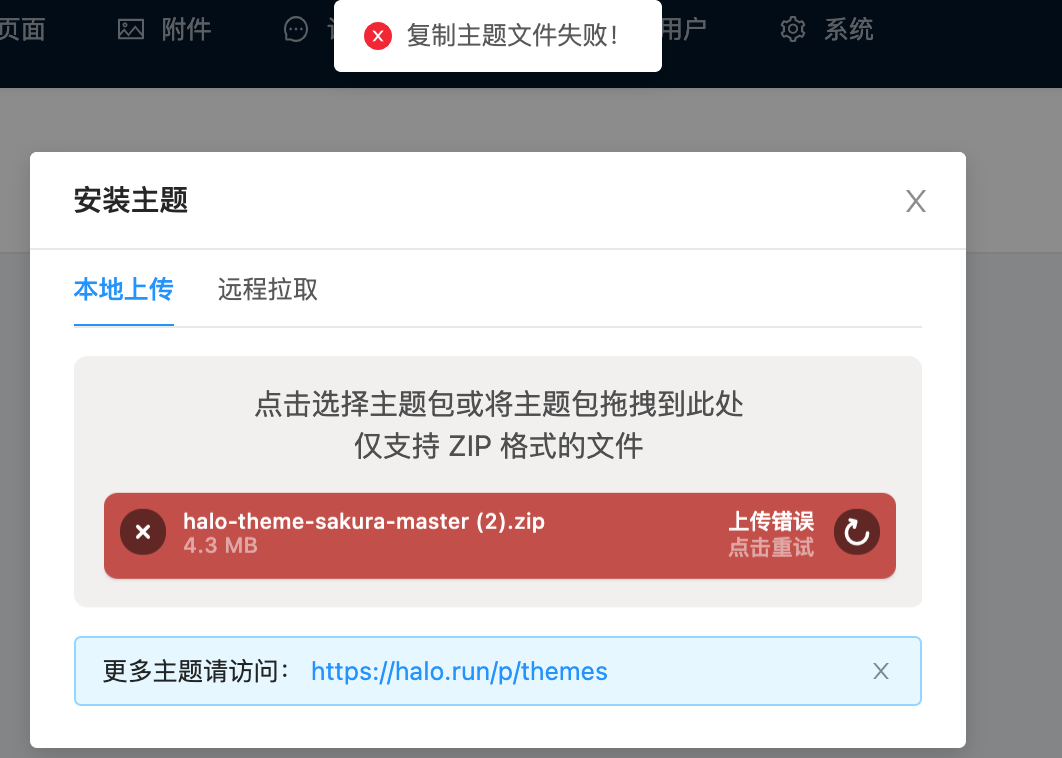 页面
附件
复制主题文件失败！
用户
系统
安装主题
本地上传
远程拉取
点击选择主题包或将主题包拖拽到此处
仅支持 ZIP 格式的文件
halo-theme-sakura-master (2).zip
4.3 MB
上传错误
点击重试
更多主题请访问： https://halo.run/p/themes